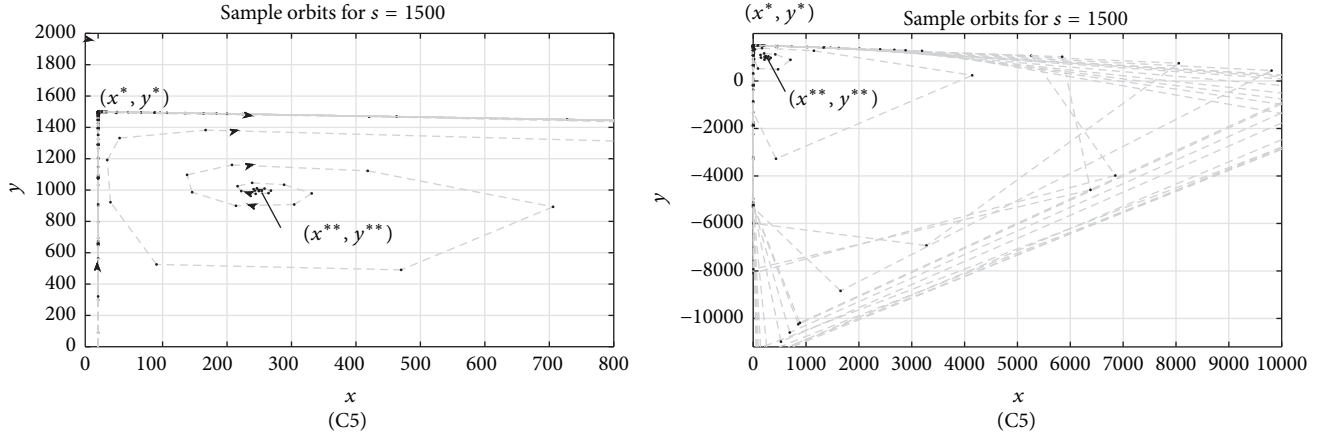 Sample orbits for s = 1500
2000
1800
1600
1400
1200
1000
800
600
400
200
0
y
(x*, y*)
(x**, y**)
0 100 200 300 400 500 600 700 800
x
(C5)
(x*, y*)
Sample orbits for s = 1500
0
−2000
−4000
−6000
−8000
−10000
y
(x**, y**)
0 1000 2000 3000 4000 5000 6000 7000 8000 9000 10000
x
(C5)